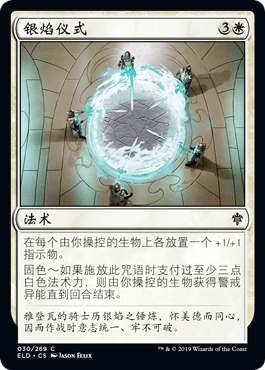 银焰仪式 3
法术
在每个由你操控的生物上各放置一个 +1/+1
指示物。
固色～如果施放此咒语时支付过至少三点
白色法术力，则由你操控的生物获得警戒
异能直到回合结束。
雅登瓦的骑士历银焰之锤炼，怀美德而同心，
因而作战时意志统一、牢不可破。
030/269 C
ELD • CS JASON FELIX
™ & © 2019 Wizards of the Coast